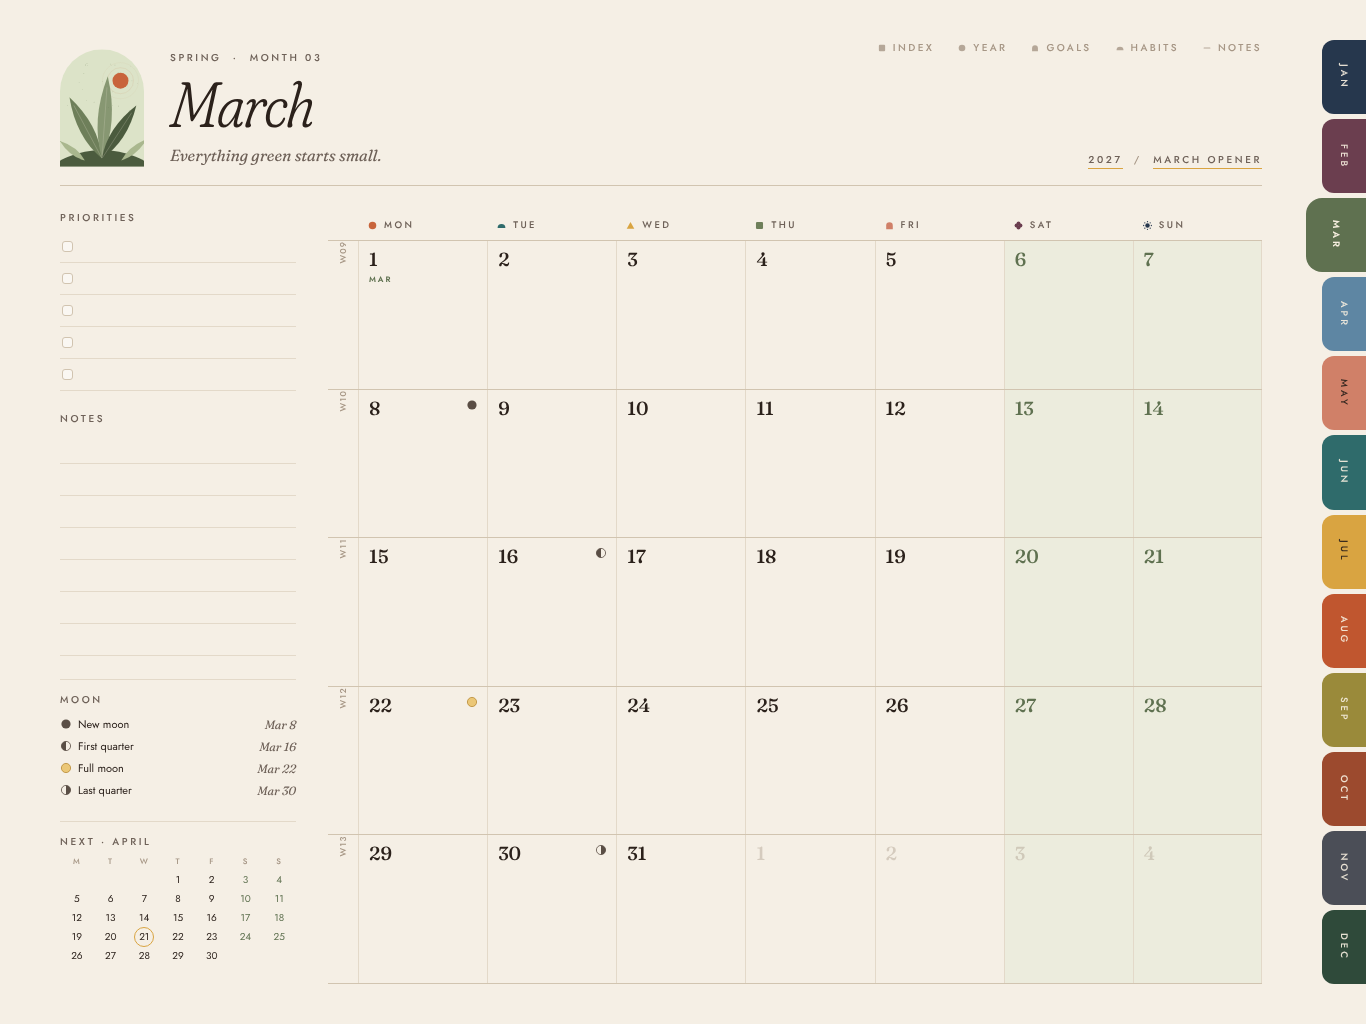 SPRING · MONTH 03
March
Everything green starts small.
INDEX YEAR GOALS HABITS NOTES
2027 / MARCH OPENER
PRIORITIES
NOTES
MOON
New moon Mar 8
First quarter Mar 16
Full moon Mar 22
Last quarter Mar 30
NEXT · APRIL
M T W T F S S
1 2 3 4
5 6 7 8 9 10 11
12 13 14 15 16 17 18
19 20 21 22 23 24 25
26 27 28 29 30
MON TUE WED THU FRI SAT SUN
W09 1 2 3 4 5 6 7
MAR
W10 8 9 10 11 12 13 14
W11 15 16 17 18 19 20 21
W12 22 23 24 25 26 27 28
W13 29 30 31 1 2 3 4
JAN
FEB
MAR
APR
MAY
JUN
JUL
AUG
SEP
OCT
NOV
DEC